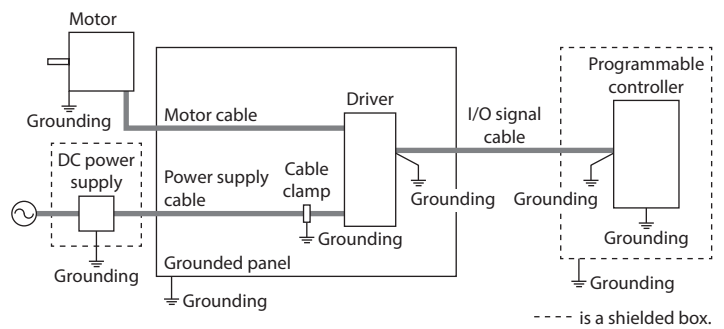 Motor
Grounding
Motor cable
Driver
I/O signal
cable
Programmable
controller
DC power
supply
Power supply
cable
Cable
clamp
Grounding
Grounding
Grounding
Grounding
Grounding
Grounded panel
Grounding
Grounding
Grounding
is a shielded box.